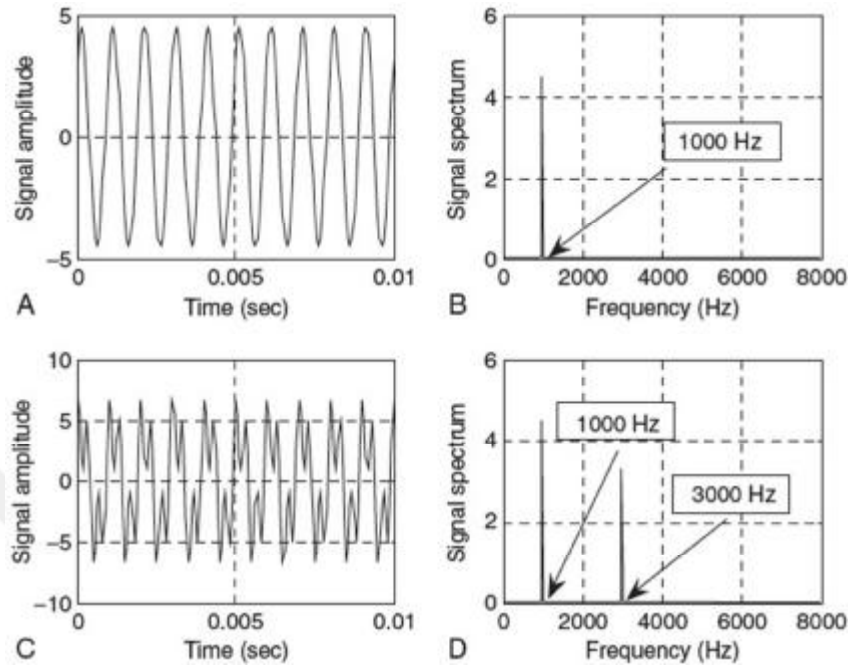 5
0
–5
0
0.005
0.01
Signal amplitude
Time (sec)
A
6
4
2
0
0
2000
4000
6000
8000
Signal spectrum
Frequency (Hz)
1000 Hz
B
10
5
0
–5
–10
0
0.005
0.01
Signal amplitude
Time (sec)
C
6
4
2
0
0
2000
4000
6000
8000
Signal spectrum
Frequency (Hz)
1000 Hz
3000 Hz
D